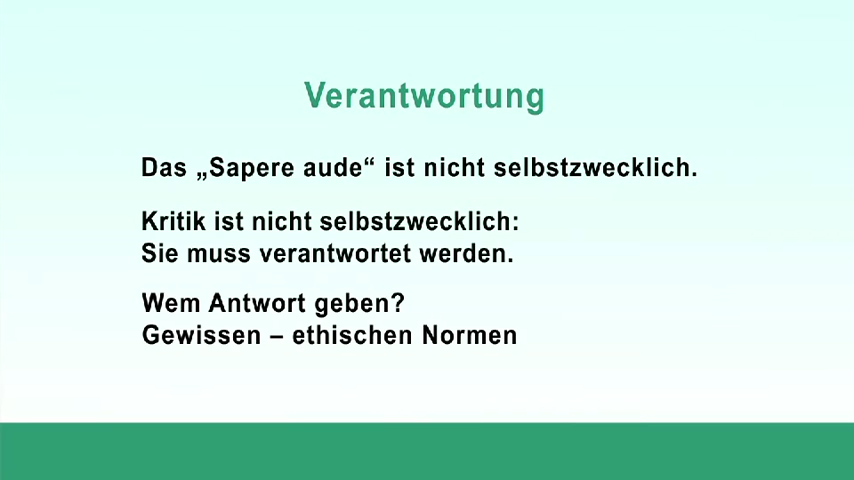 Verantwortung
Das „Sapere aude“ ist nicht selbstzwecklich.
Kritik ist nicht selbstzwecklich:
Sie muss verantwortet werden.
Wem Antwort geben?
Gewissen – ethischen Normen